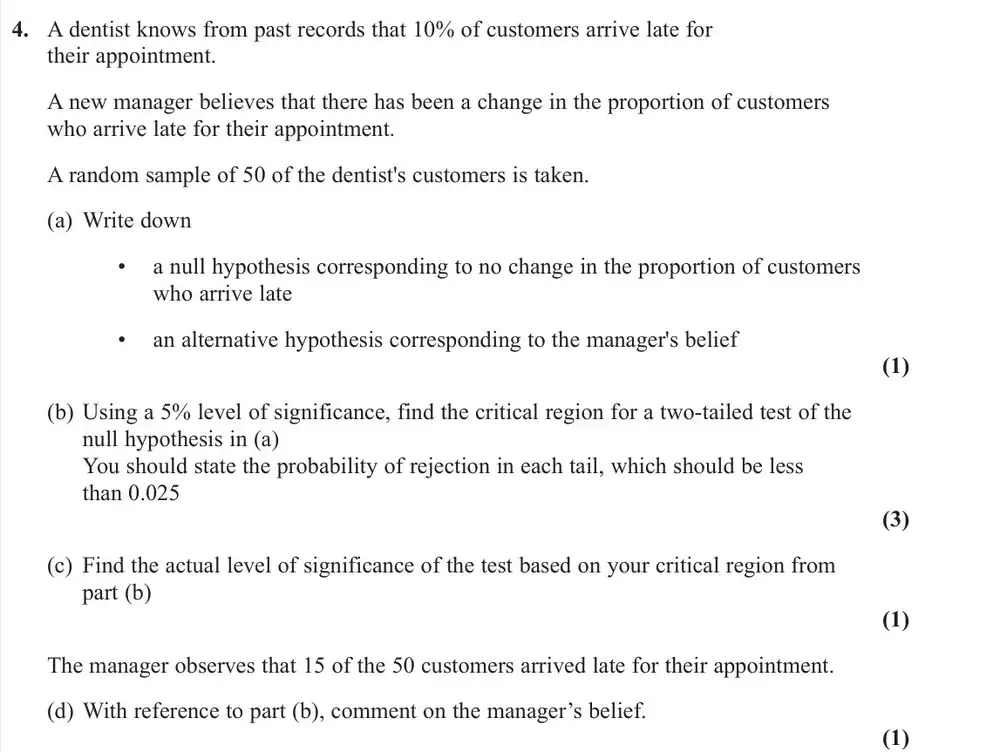 4. A dentist knows from past records that 10% of customers arrive late for
their appointment.
A new manager believes that there has been a change in the proportion of customers
who arrive late for their appointment.
A random sample of 50 of the dentist's customers is taken.
(a) Write down
• a null hypothesis corresponding to no change in the proportion of customers
who arrive late
• an alternative hypothesis corresponding to the manager's belief
(1)
(b) Using a 5% level of significance, find the critical region for a two-tailed test of the
null hypothesis in (a)
You should state the probability of rejection in each tail, which should be less
than 0.025
(3)
(c) Find the actual level of significance of the test based on your critical region from
part (b)
(1)
The manager observes that 15 of the 50 customers arrived late for their appointment.
(d) With reference to part (b), comment on the manager’s belief.
(1)